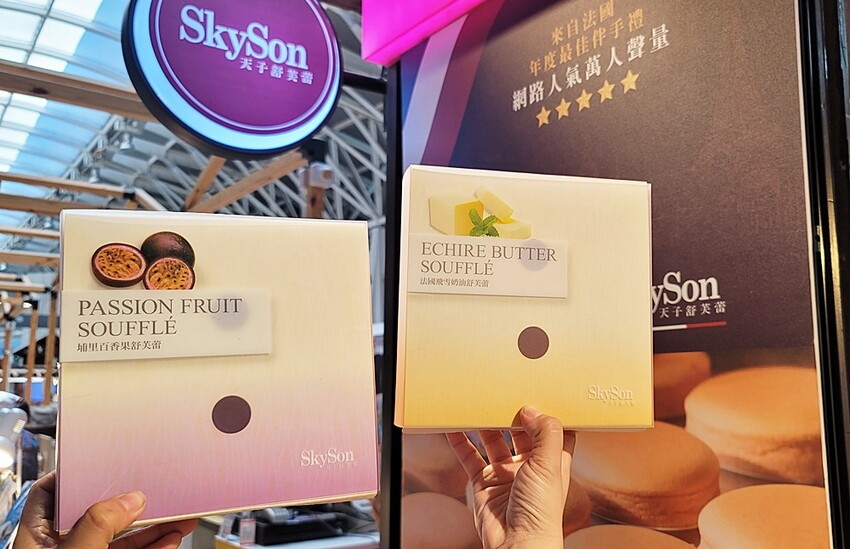 SkySon
天子舒芙蕾
來自法國
年度最佳伴手禮
網路人氣萬人聲量
PASSION FRUIT
SOUFFLÉ
埔里百香果舒芙蕾
SkySon
ECHIRE BUTTER
SOUFFLÉ
法國飛雪奶油舒芙蕾
SkySon
ySon
天子舒芙蕾